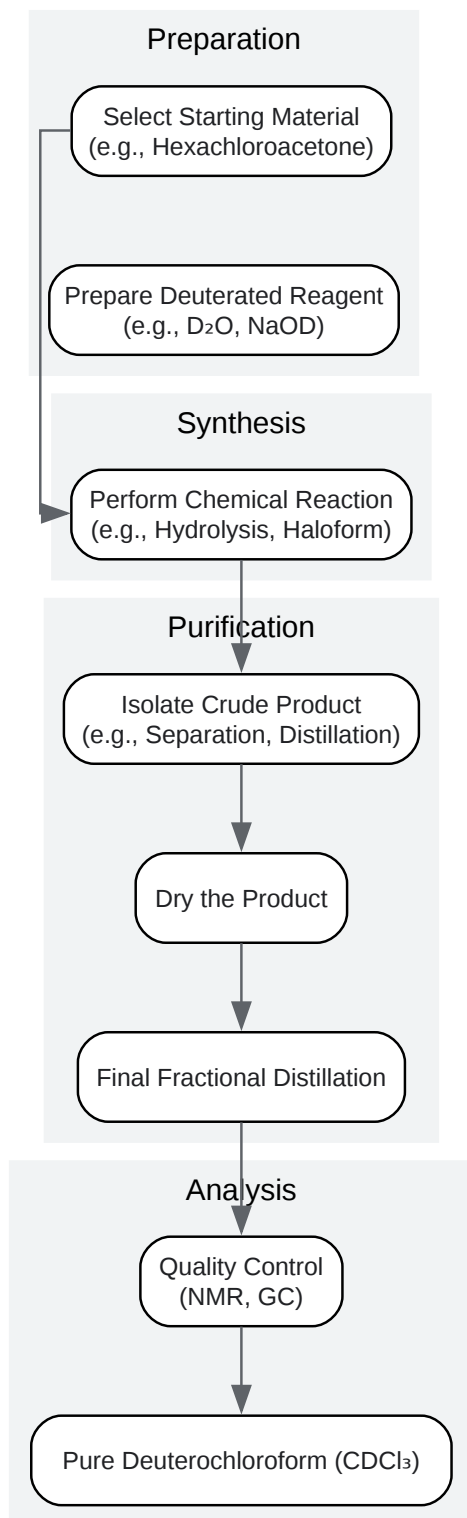 Preparation
Select Starting Material
(e.g., Hexachloroacetone)
Prepare Deuterated Reagent
(e.g., D₂O, NaOD)
Synthesis
Perform Chemical Reaction
(e.g., Hydrolysis, Haloform)
Purification
Isolate Crude Product
(e.g., Separation, Distillation)
Dry the Product
Final Fractional Distillation
Analysis
Quality Control
(NMR, GC)
Pure Deuterochloroform (CDCl₃)